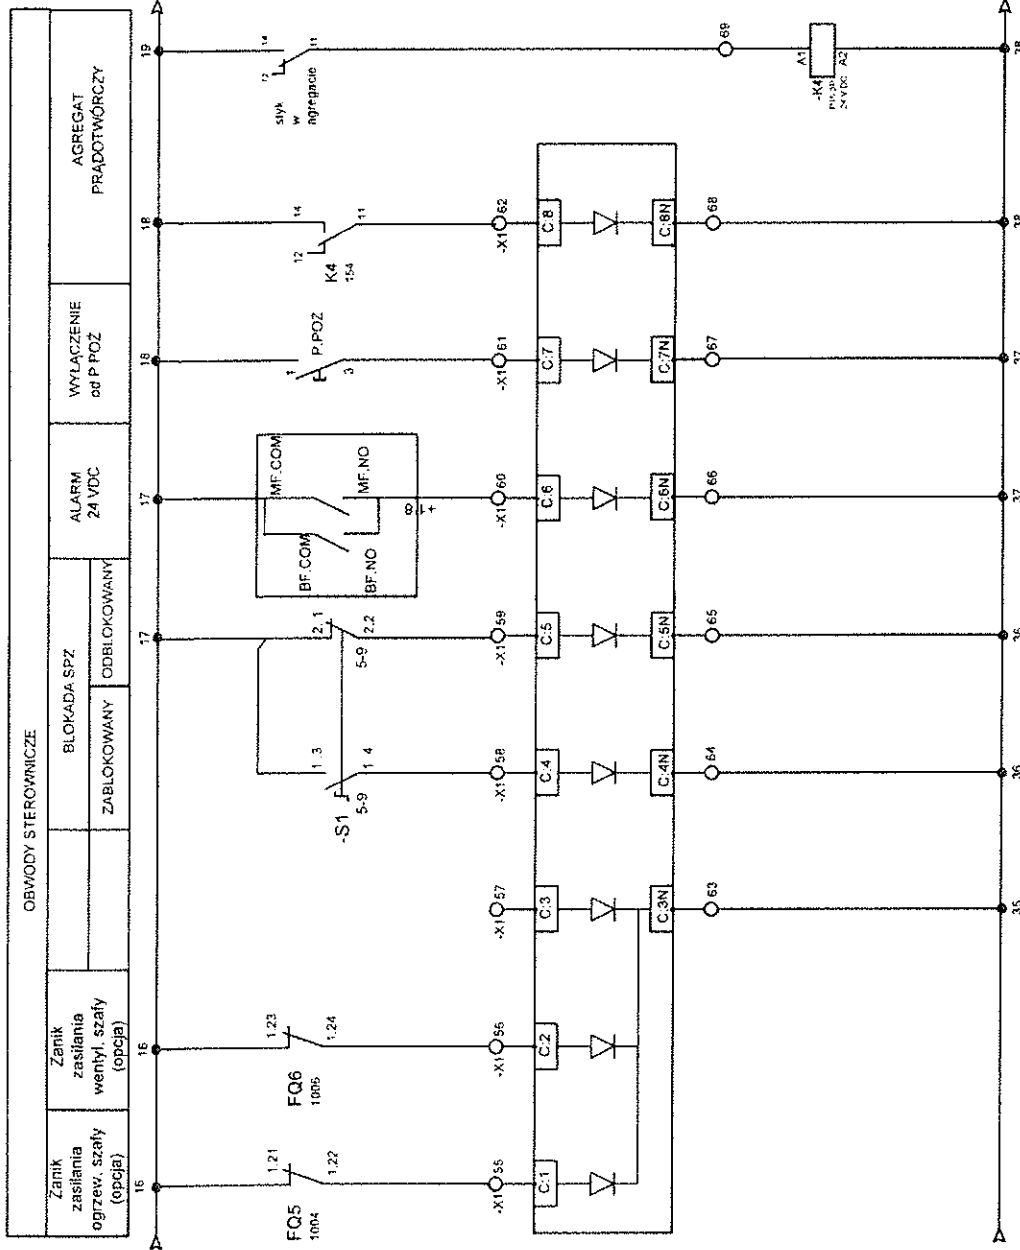 OBWODY STEROWNICZE
Zanik
zasilania
ogrzew. szafy
(opcja)
Zanik
zasilania
wentyl. szafy
(opcja)
BLOKADA SPZ
ZABLOKOWANY
ODBLOKOWANY
ALARM
24 VDC
WYŁĄCZENIE
od P POŻ
AGREGAT
PRĄDOTWÓRCZY
16
16
17
17
18
18
19
FQ5
1004
1.21
1.22
FQ6
1006
1.23
1.24
-S1
5-9
1..3
1 4
2. 1
2.2
5-9
BF.COM
BF.NO
MF.COM
MF.NO
1
P.POŻ
3
K4
154
12
14
11
styk
w
agregacie
12
14
11
-X1 55
-X1 56
-X1 57
-X1 58
-X1 59
-X1 60
-X1 61
-X1 62
69
C:1
C:2
C:3
C:4
C:5
C:6
C:7
C:8
C:3N
C:4N
C:5N
C:6N
C:7N
C:8N
63
64
65
66
67
68
-K4
24 V DC
A1
A2
35
36
36
37
37
38
38